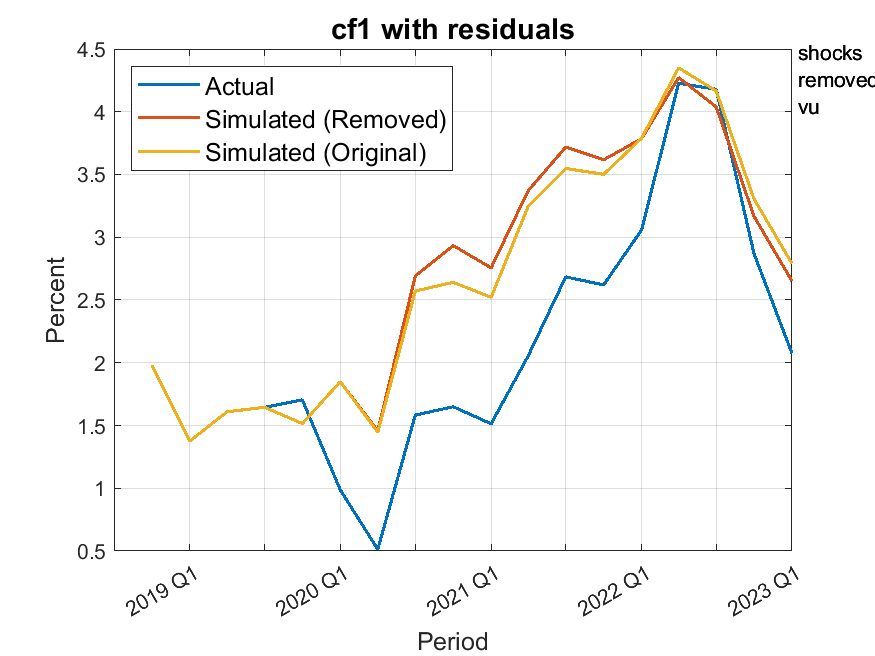 cf1 with residuals
shocks
removed
vu
Actual
Simulated (Removed)
Simulated (Original)
4.5
4
3.5
3
2.5
2
1.5
1
0.5
Percent
2019 Q1
2020 Q1
2021 Q1
2022 Q1
2023 Q1
Period